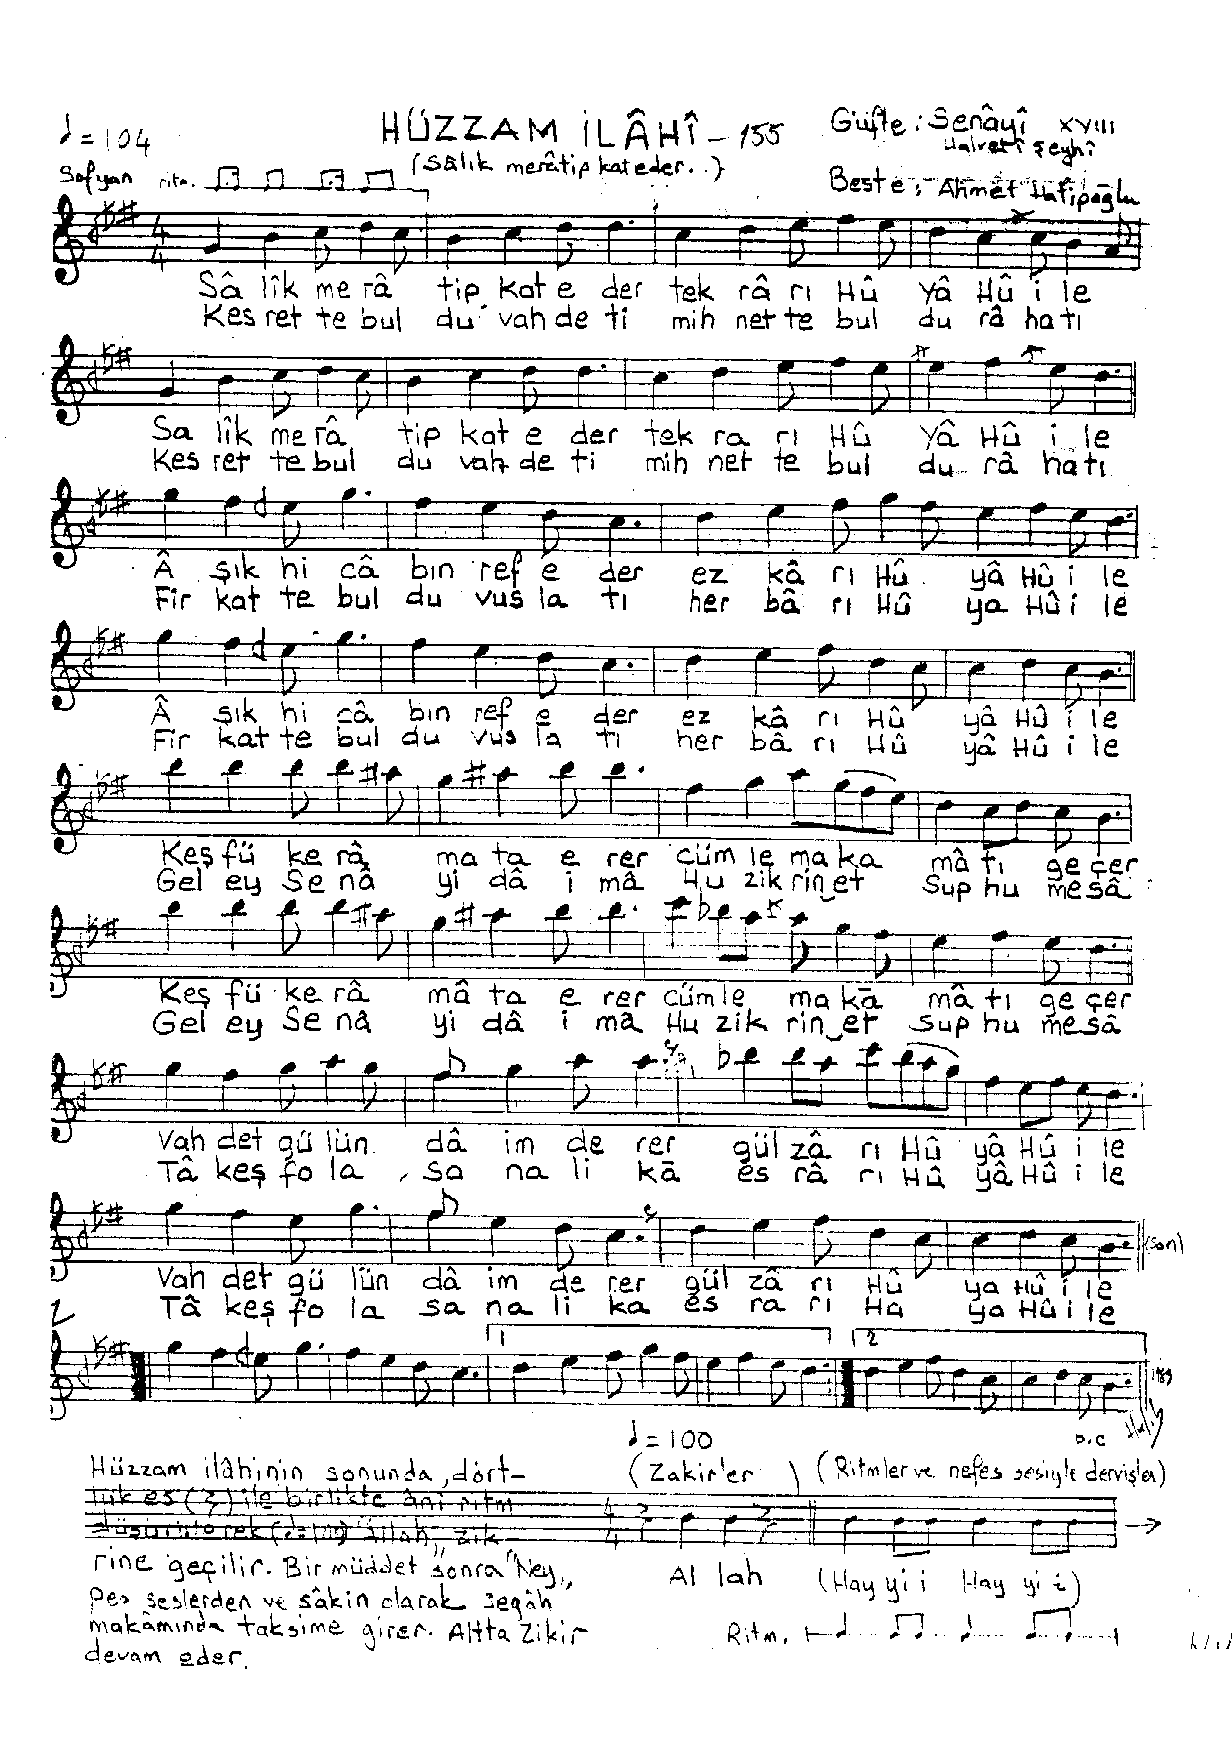 ♩=104
HÜZZAM İLÂHÎ – 155
Güfte: Senâyî XVIII
Halvetî Şeyhi
(Sâlik merâtip kateder..)
Sofyan ritm.
Beste: Ahmet Hatipoğlu
4/4
Sâ lîk me râ tip kat e der tek râ rı Hû Yâ Hû i le
Kes ret te bul du vah de ti mih net te bul du râ hatı
Sa lîk me râ tip kat e der tek ra rı Hû Yâ Hû i le
Kes ret te bul du vah de ti mih net te bul du râ hatı
Â şık hi câ bın ref e der ez kâ rı Hû yâ Hû i le
Fir kat te bul du vus la tı her bâ rı Hû ya Hû i le
Â şık hi câ bın ref e der ez kâ rı Hû yâ Hû i le
Fir kat te bul du vus la tı her bâ rı Hû yâ Hû i le
Keş fü ke râ ma ta e rer cüm le ma ka mâ tı ge çer
Gel ey Se nâ yi dâ i mâ Hu zik rin et sup hu mesâ
Keş fü ke râ mâ ta e rer cüm le ma kā mâ tı ge çer
Gel ey Se nâ yi dâ i mâ Hu zik rin et sup hu mesâ
Vah det gü lün dâ im de rer gül zâ rı Hû yâ Hû i le
Tâ keş fo la sa na li kā es râ rı Hû yâ Hû i le
(son)
Vah det gü lün dâ im de rer gül zâ rı Hû ya Hû i le
Tâ keş fo la sa na li ka es ra rı Hu ya Hû i le
1 2
♩=100 D.C
Hüzzam ilâhinin sonunda, dört-
(Zakir'ler) (Ritmler ve nefes sesiyle dervişler)
lük es (𝄽) ile birlikte âni ritm
düşürülerek (♩=100) "Allah" zik-
4/4
rine geçilir. Bir müddet sonra "Ney"
Al lah (Hay yi i Hay yi i)
pes seslerden ve sâkin olarak segâh
makâmında taksime girer. Altta Zikir
Ritm.
devam eder.